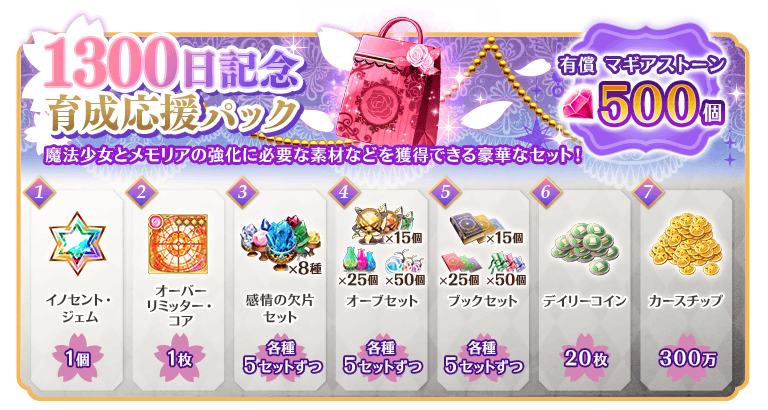 1300日記念
育成応援パック
有償 マギアストーン
500個
魔法少女とメモリアの強化に必要な素材などを獲得できる豪華なセット!
1
イノセント・
ジェム
1個
2
オーバー
リミッター・
コア
1枚
3
×8種
感情の欠片
セット
各種
5セットずつ
4
×15個
×25個
×50個
オーブセット
各種
5セットずつ
5
×15個
×25個
×50個
ブックセット
各種
5セットずつ
6
デイリーコイン
20枚
7
カースチップ
300万